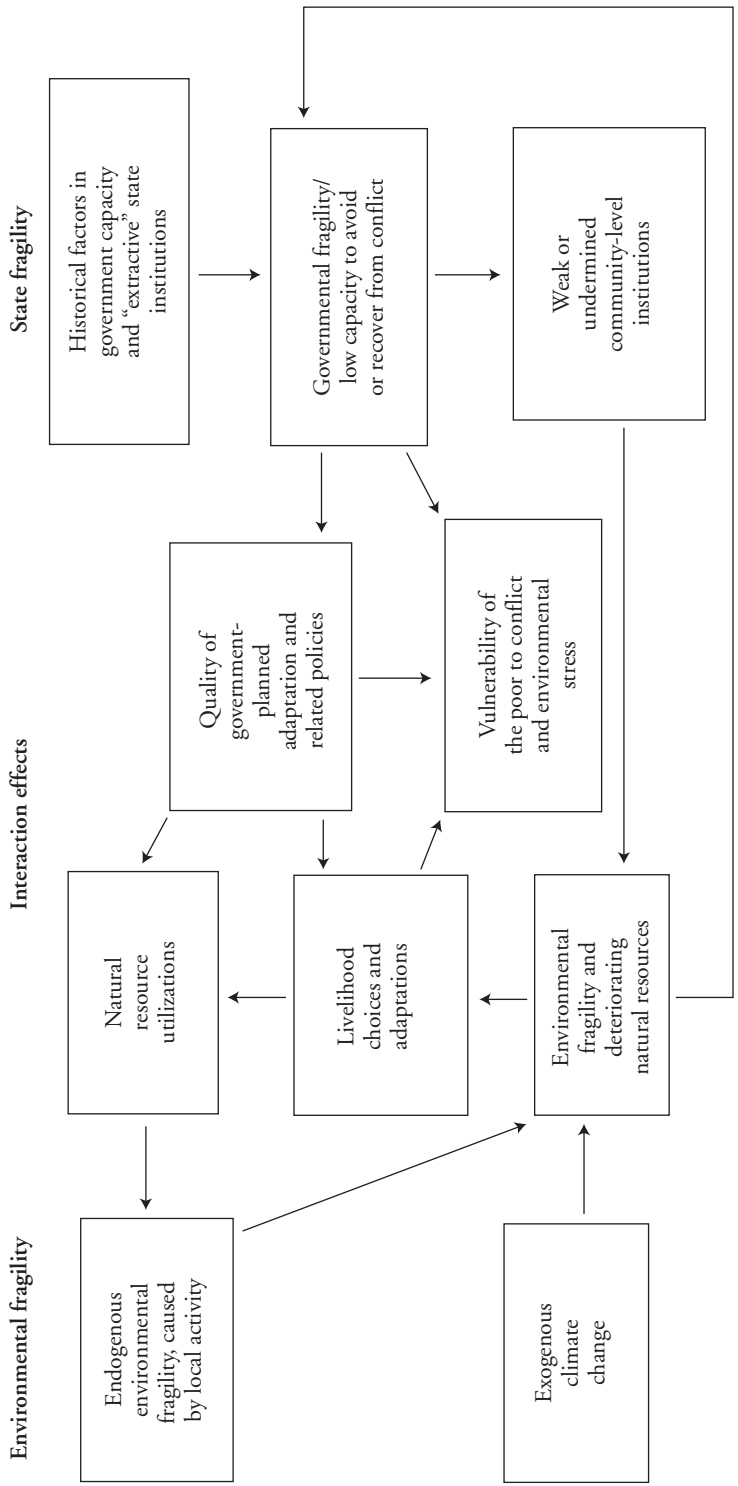 Environmental fragility
Interaction effects
State fragility
Endogenous
environmental
fragility, caused
by local activity
Natural
resource
utilizations
Quality of
government-
planned
adaptation and
related policies
Historical factors in
government capacity
and “extractive” state
institutions
Livelihood
choices and
adaptations
Governmental fragility/
low capacity to avoid
or recover from conflict
Vulnerability of
the poor to conflict
and environmental
stress
Exogenous
climate
change
Environmental
fragility and
deteriorating
natural resources
Weak or
undermined
community-level
institutions